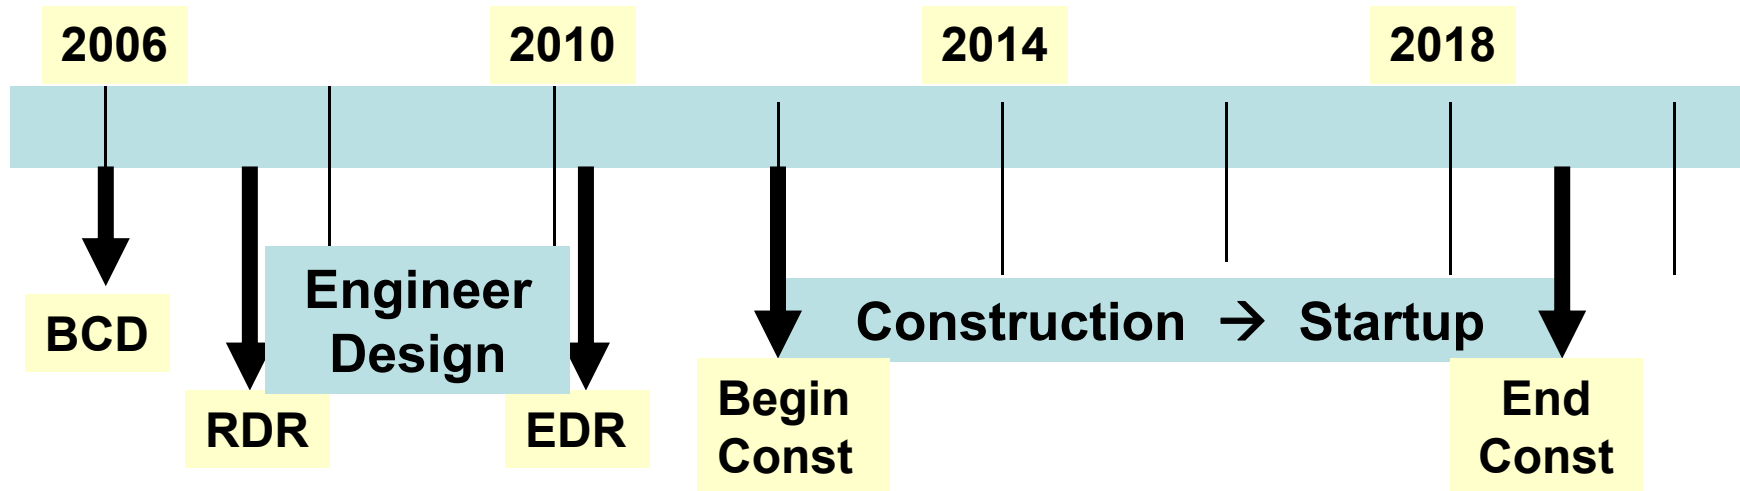 2006 2010 2014 2018
BCD
Engineer
Design
Construction → Startup
RDR
EDR
Begin
Const
End
Const